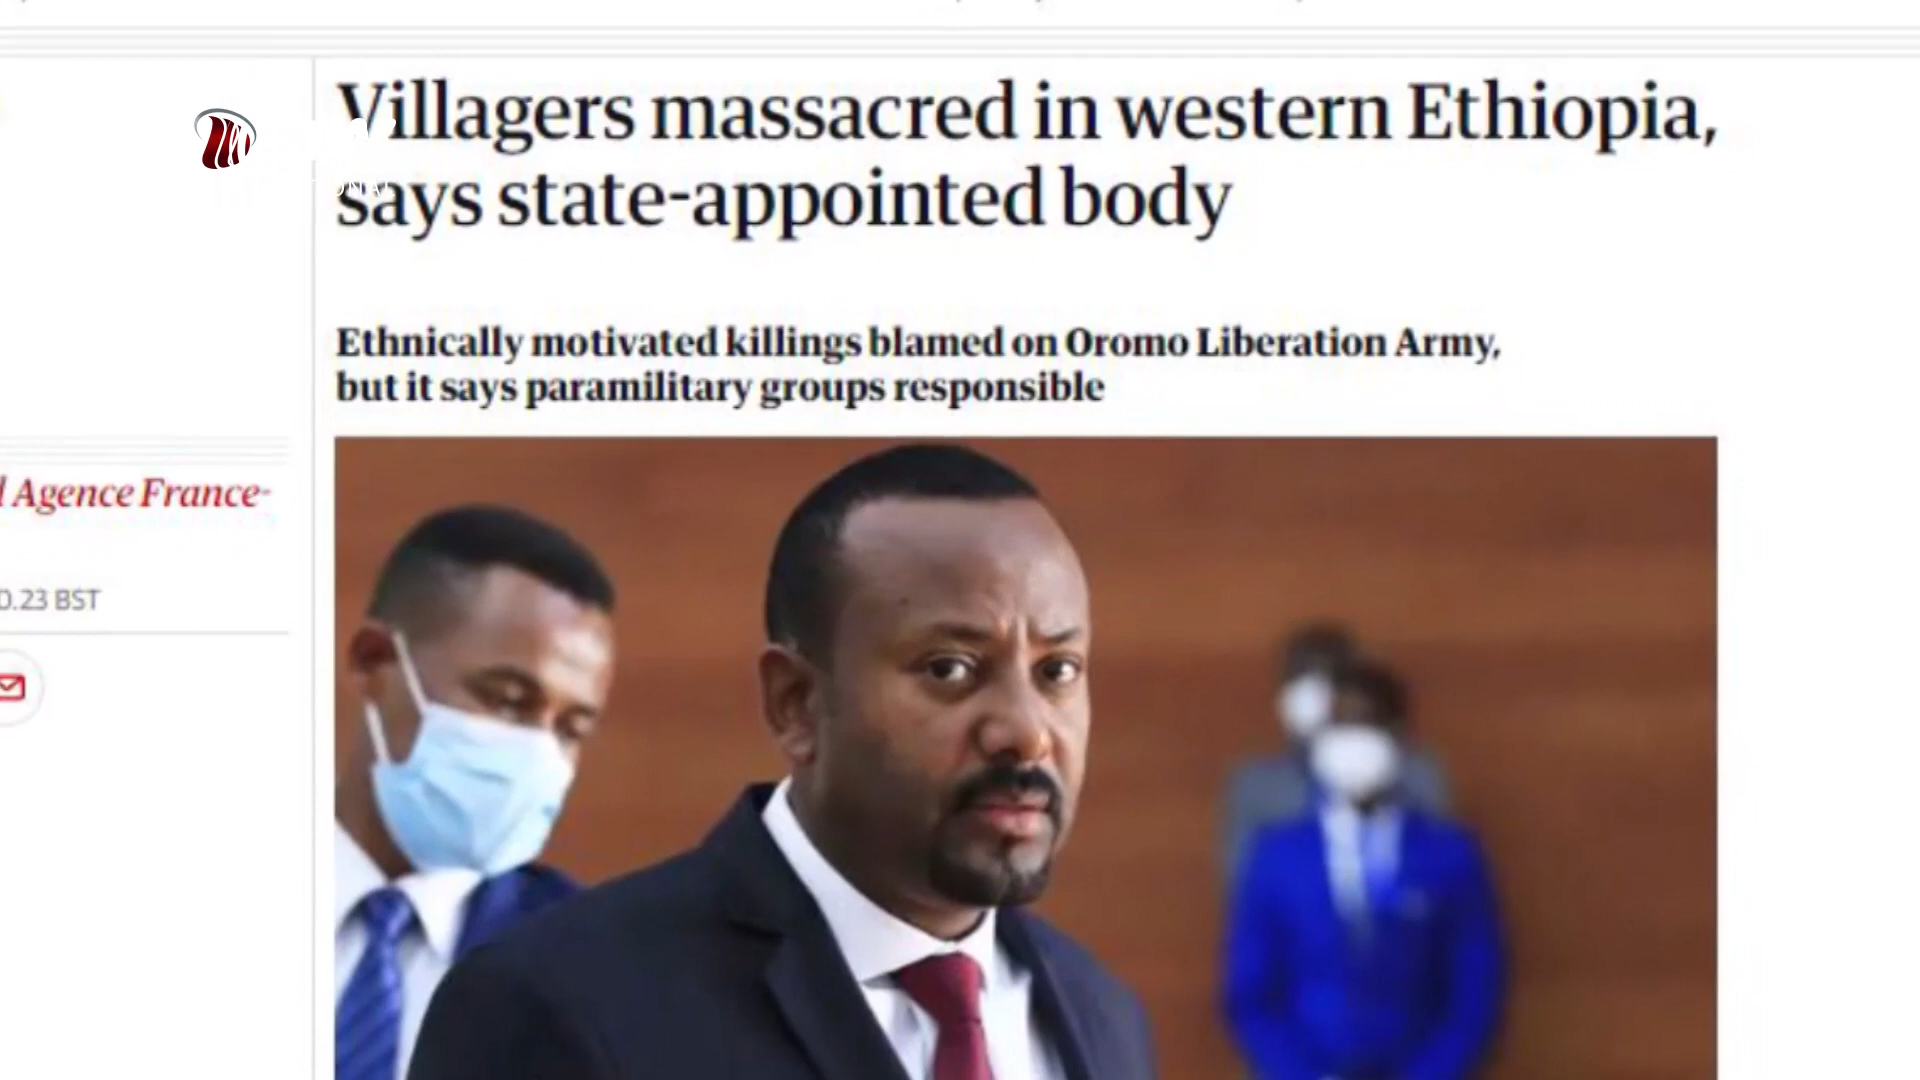 Villagers massacred in western Ethiopia,
says state-appointed body
Ethnically motivated killings blamed on Oromo Liberation Army,
but it says paramilitary groups responsible
Agence France-
0.23 BST